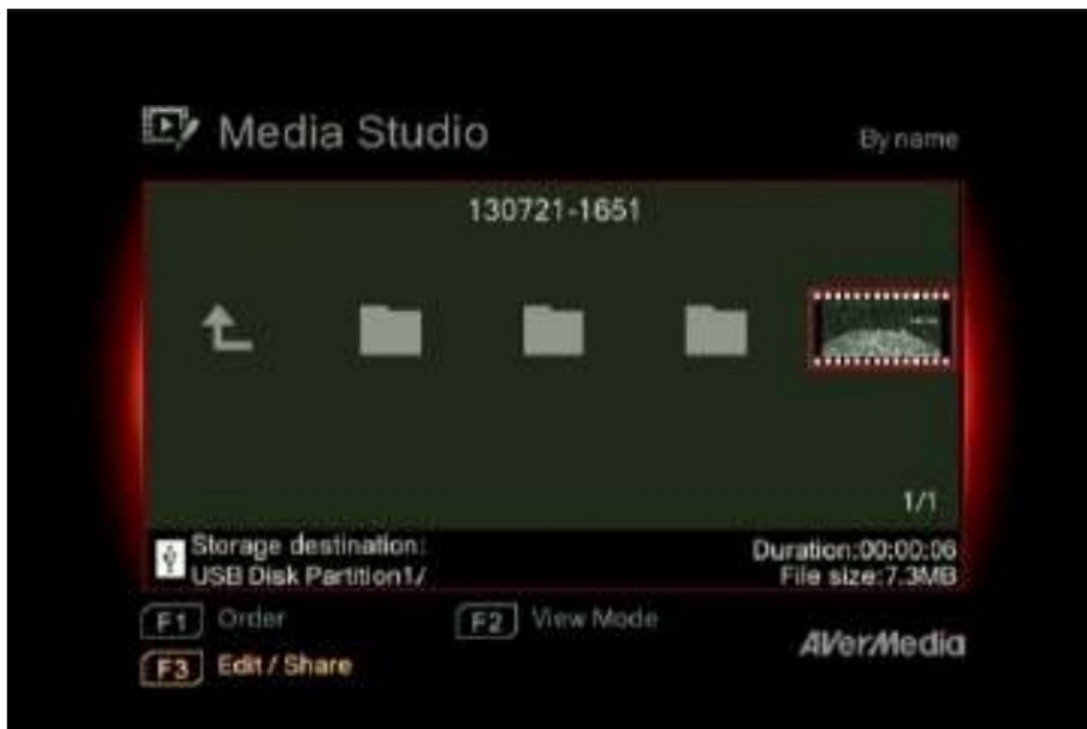 Media Studio
By name
130721-1651
1/1
Storage destination:
USB Disk Partition1/
Duration:00:00:06
File size:7.3MB
F1 Order
F2 View Mode
F3 Edit / Share
AVerMedia